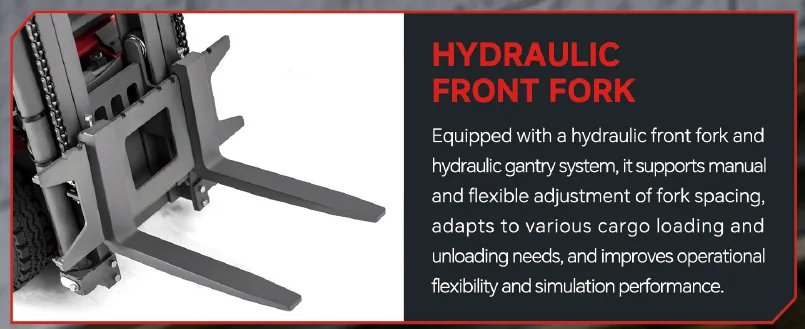 HYDRAULIC
FRONT FORK
Equipped with a hydraulic front fork and
hydraulic gantry system, it supports manual
and flexible adjustment of fork spacing,
adapts to various cargo loading and
unloading needs, and improves operational
flexibility and simulation performance.